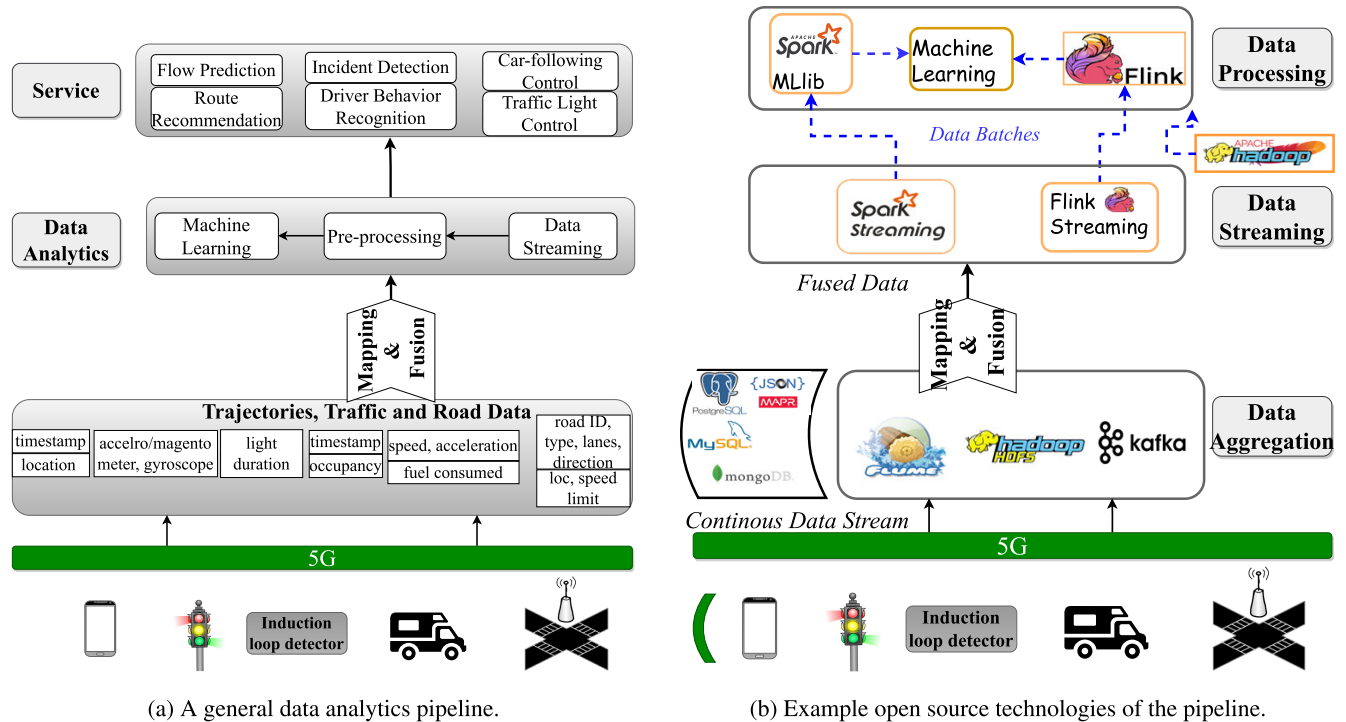 Service
Flow Prediction
Route
Recommendation
Incident Detection
Driver Behavior
Recognition
Car-following
Control
Traffic Light
Control
Data
Analytics
Machine
Learning
Pre-processing
Data
Streaming
Mapping
&
Fusion
Trajectories, Traffic and Road Data
timestamp
location
accelro/magento
meter, gyroscope
light
duration
timestamp
occupancy
speed, acceleration
fuel consumed
road ID,
type, lanes,
direction
loc, speed
limit
5G
Induction
loop detector
(a) A general data analytics pipeline.
APACHE
Spark
MLlib
Machine
Learning
Flink
Data
Processing
Data Batches
APACHE
hadoop
Spark
Streaming
Flink
Streaming
Data
Streaming
Fused Data
Mapping
&
Fusion
PostgreSQL
{JSON}
MAPR
MySQL
mongoDB
FLUME
hadoop
HDFS
kafka
Data
Aggregation
Continous Data Stream
5G
Induction
loop detector
(b) Example open source technologies of the pipeline.